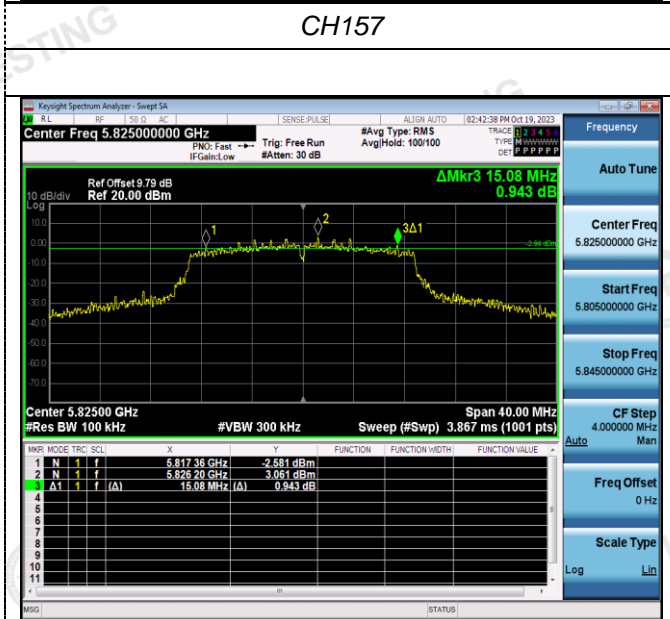 CH157
STING
Keysight Spectrum Analyzer - Swept SA
RL RF 50 Ω AC SENSE:PULSE ALIGN AUTO 02:42:38 PM Oct 19, 2023
Center Freq 5.825000000 GHz
PNO: Fast
IFGain:Low
Trig: Free Run
#Atten: 30 dB
#Avg Type: RMS
Avg|Hold: 100/100
TRACE 1 2 3 4 5 6
TYPE M WWWWW
DET P P P P P P
Frequency
Auto Tune
Center Freq
5.825000000 GHz
Start Freq
5.805000000 GHz
Stop Freq
5.845000000 GHz
CF Step
4.000000 MHz
Auto Man
Freq Offset
0 Hz
Scale Type
Log Lin
ΔMkr3 15.08 MHz
0.943 dB
Ref Offset 9.79 dB
10 dB/div Ref 20.00 dBm
Log
10.0
0.00
-10.0
-20.0
-30.0
-40.0
-50.0
-60.0
-70.0
1
2
3Δ1
-2.94 dBm
Center 5.82500 GHz Span 40.00 MHz
#Res BW 100 kHz #VBW 300 kHz Sweep (#Swp) 3.867 ms (1001 pts)
MKR MODE TRC SCL X Y FUNCTION FUNCTION WIDTH FUNCTION VALUE
1 N 1 f 5.817 36 GHz -2.581 dBm
2 N 1 f 5.826 20 GHz 3.061 dBm
3 Δ1 1 f (Δ) 15.08 MHz (Δ) 0.943 dB
4
5
6
7
8
9
10
11
MSG STATUS